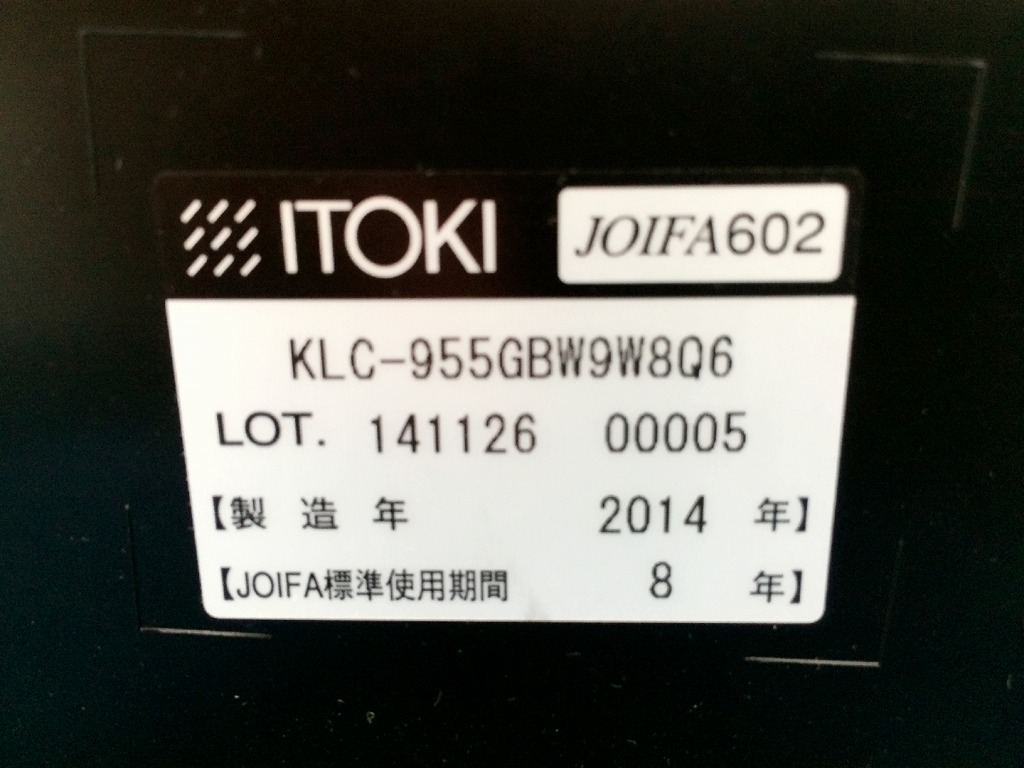 ITOKI JOIFA602
KLC-955GBW9W8Q6
LOT. 141126 00005
【製造年 2014 年】
【JOIFA標準使用期間 8 年】